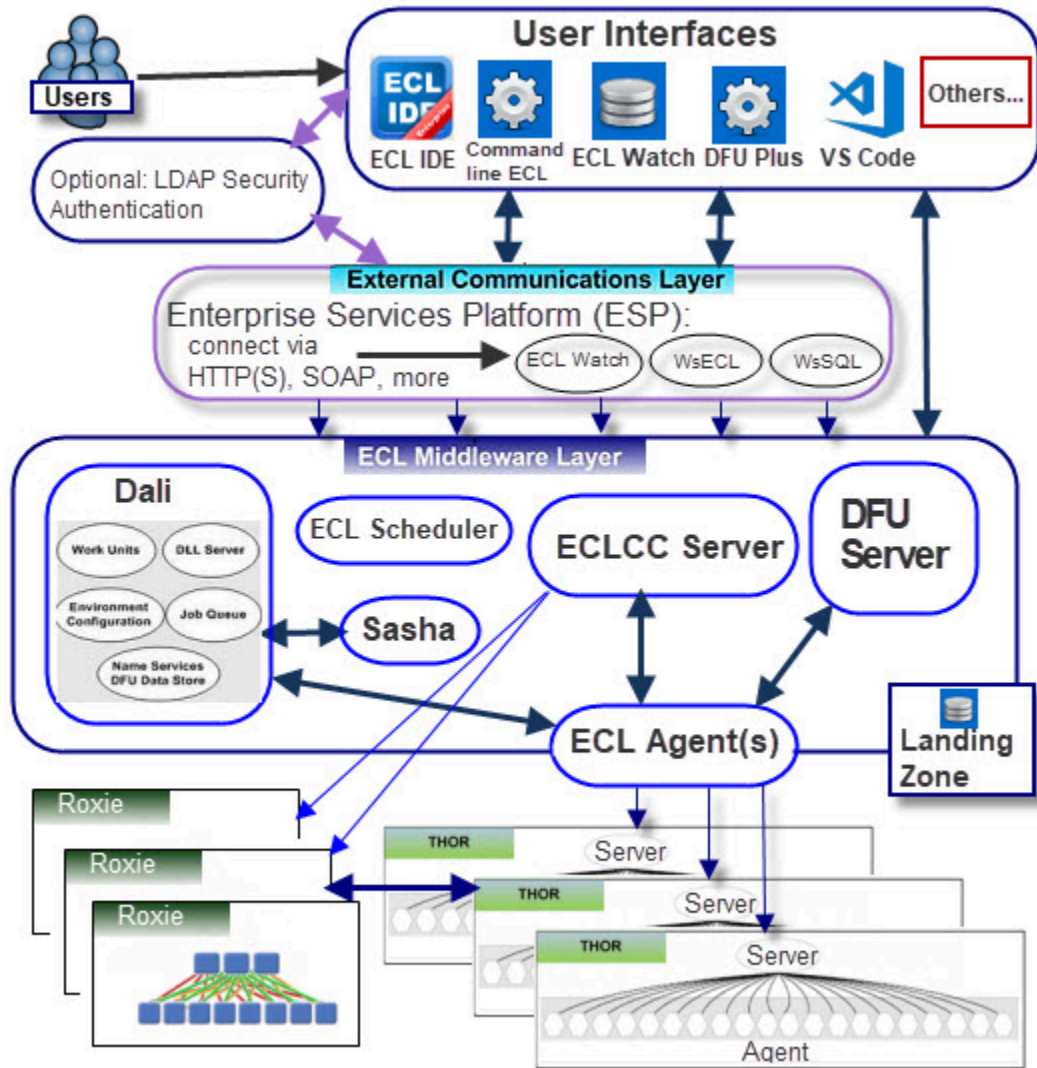 User Interfaces
Users
ECL
IDE
Enterprise
Others...
ECL IDE
Command
line ECL
ECL Watch
DFU Plus
VS Code
Optional: LDAP Security
Authentication
External Communications Layer
Enterprise Services Platform (ESP):
connect via
HTTP(S), SOAP, more
ECL Watch
WsECL
WsSQL
ECL Middleware Layer
Dali
Work Units
DLL Server
Environment
Configuration
Job Queue
Name Services
DFU Data Store
ECL Scheduler
Sasha
ECLCC Server
DFU
Server
ECL Agent(s)
Landing
Zone
Roxie
Roxie
Roxie
THOR
Server
THOR
Server
THOR
Server
Agent